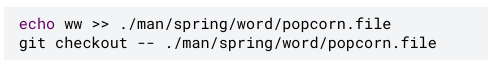 echo ww >> ./man/spring/word/popcorn.file
git checkout -- ./man/spring/word/popcorn.file